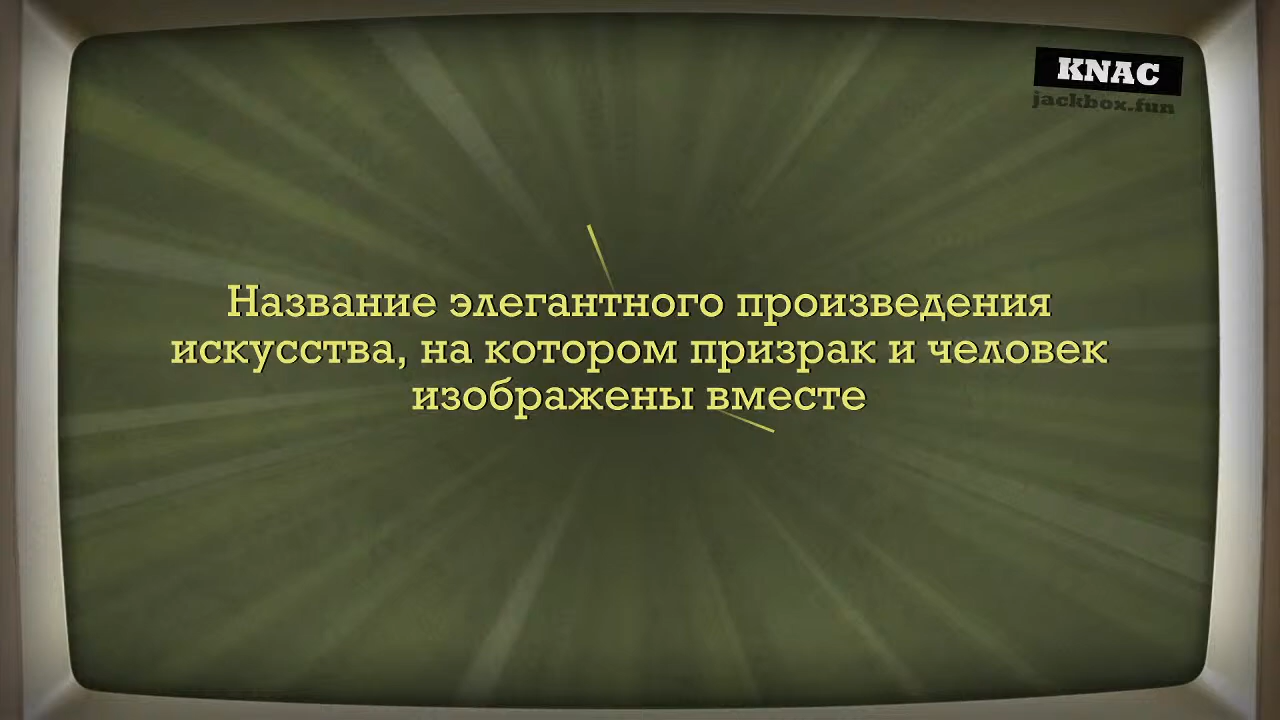 KNAC
jackbox.fun
Название элегантного произведения
искусства, на котором призрак и человек
изображены вместе